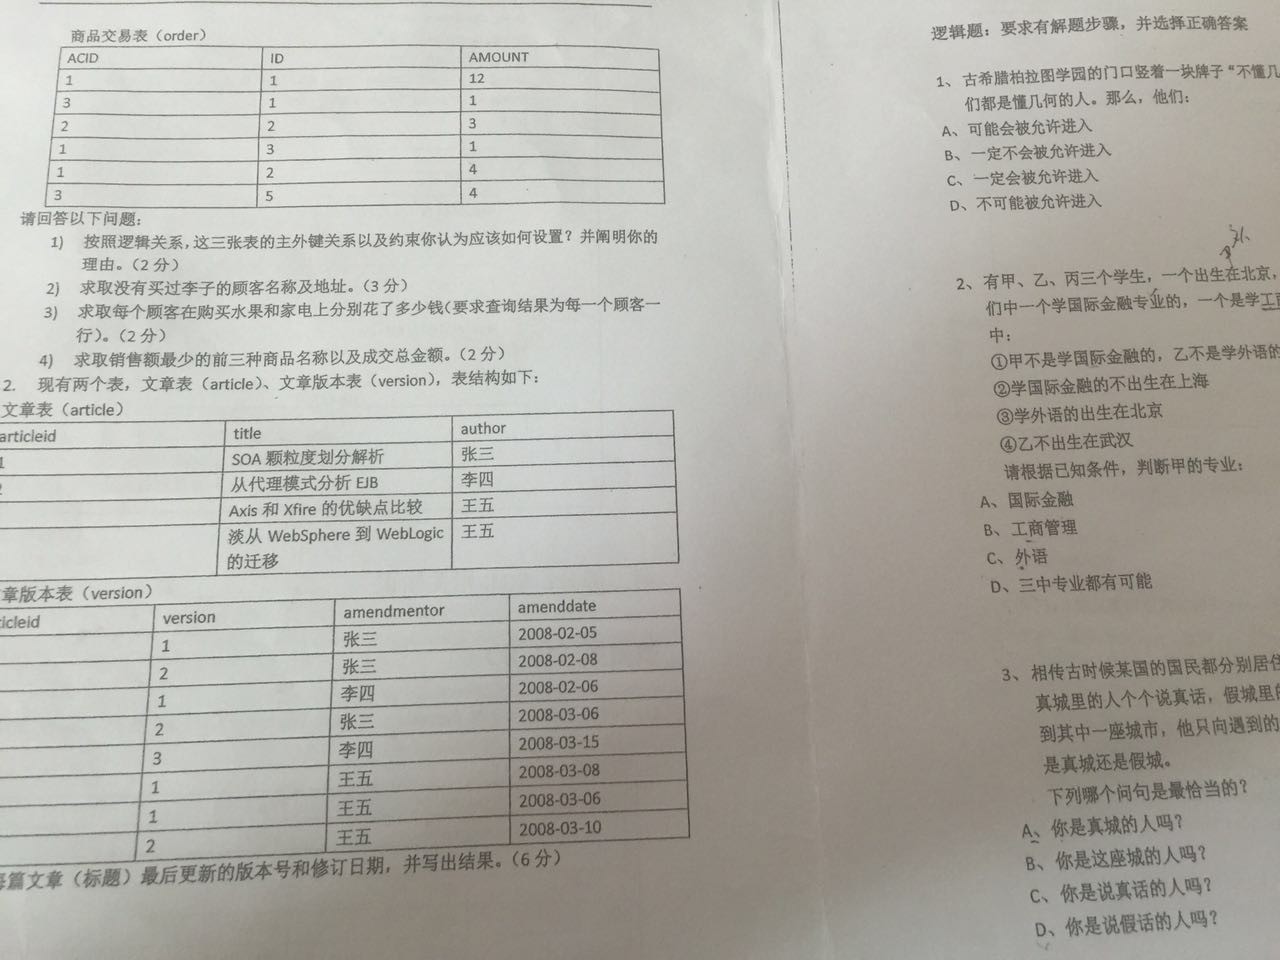 商品交易表（order）
ACID ID AMOUNT
1 1 12
3 1 1
2 2 3
1 3 1
1 2 4
3 5 4
请回答以下问题：
1) 按照逻辑关系，这三张表的主外键关系以及约束你认为应该如何设置？并阐明你的
理由。（2 分）
2) 求取没有买过李子的顾客名称及地址。（3 分）
3) 求取每个顾客在购买水果和家电上分别花了多少钱（要求查询结果为每一个顾客一
行）。（2 分）
4) 求取销售额最少的前三种商品名称以及成交总金额。（2 分）
2. 现有两个表，文章表（article）、文章版本表（version），表结构如下：
文章表（article）
articleid title author
1 SOA 颗粒度划分解析 张三
从代理模式分析 EJB 李四
Axis 和 Xfire 的优缺点比较 王五
淡从 WebSphere 到 WebLogic 王五
的迁移
章版本表（version）
icleid version amendmentor amenddate
1 张三 2008-02-05
2 张三 2008-02-08
1 李四 2008-02-06
2 张三 2008-03-06
3 李四 2008-03-15
1 王五 2008-03-08
1 王五 2008-03-06
2 王五 2008-03-10
每篇文章（标题）最后更新的版本号和修订日期，并写出结果。（6 分）
逻辑题：要求有解题步骤，并选择正确答案
1、古希腊柏拉图学园的门口竖着一块牌子“不懂几
们都是懂几何的人。那么，他们：
A、可能会被允许进入
B、一定不会被允许进入
C、一定会被允许进入
D、不可能被允许进入
2、有甲、乙、丙三个学生，一个出生在北京，
们中一个学国际金融专业的，一个是学工商
中：
①甲不是学国际金融的，乙不是学外语的
②学国际金融的不出生在上海
③学外语的出生在北京
④乙不出生在武汉
请根据已知条件，判断甲的专业：
A、国际金融
B、工商管理
C、外语
D、三中专业都有可能
3、相传古时候某国的国民都分别居住
真城里的人个个说真话，假城里的
到其中一座城市，他只向遇到的
是真城还是假城。
下列哪个问句是最恰当的？
A、你是真城的人吗？
B、你是这座城的人吗？
C、你是说真话的人吗？
D、你是说假话的人吗？